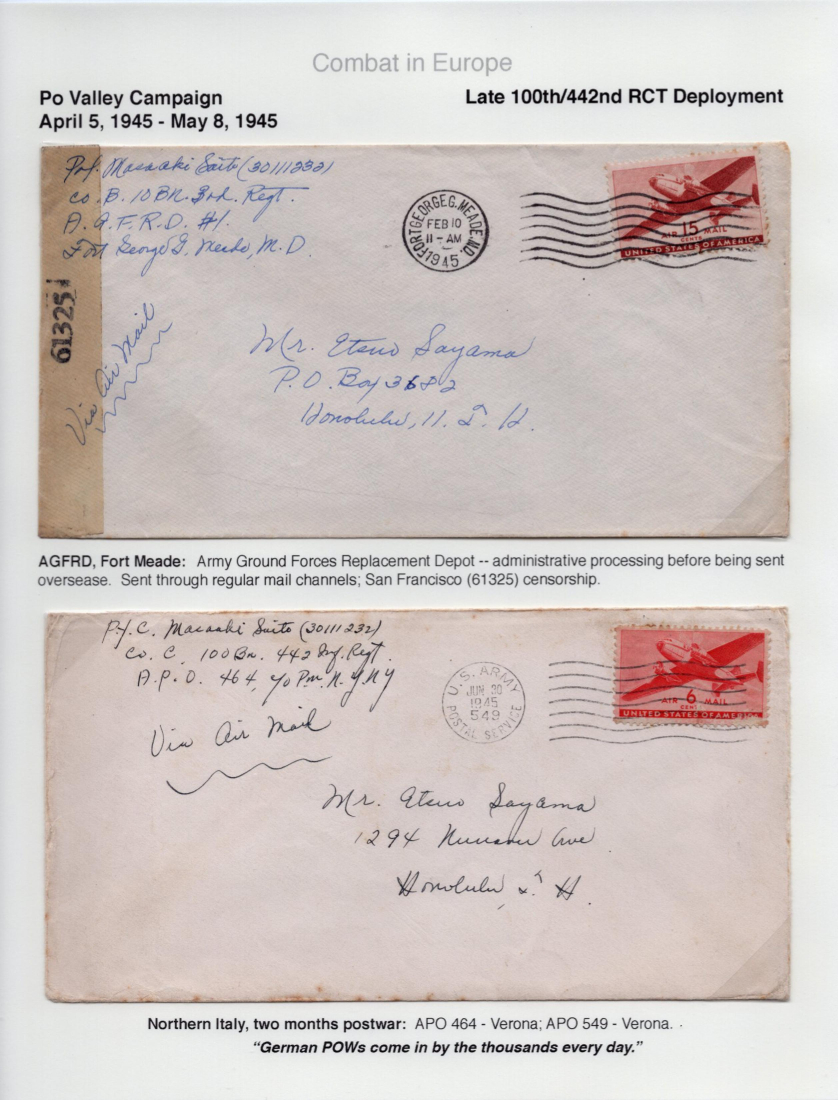 Combat in Europe
Po Valley Campaign
Late 100th/442nd RCT Deployment
April 5, 1945 - May 8, 1945
Pvt. Masaaki Saito (30111232)
Co. B. 10 BN. 3rd. Regt.
A. G. F. R. D. #1.
Fort George G. Meade, M. D.
61325
Via Air Mail
FORT GEORGE G. MEADE, MD.
FEB 10
11 - AM
1945
AIR 15 MAIL
CENTS
UNITED STATES OF AMERICA
Mr. Etsuo Sayama
P. O. Box 3682
Honolulu, T. H.
AGFRD, Fort Meade: Army Ground Forces Replacement Depot -- administrative processing before being sent
oversease. Sent through regular mail channels; San Francisco (61325) censorship.
P.f.C. Masaaki Saito (30111232)
Co. C, 100 Bn. 442 Inf. Regt.
A. P. O. 464, c/o P.m. N.Y. N.Y
Via Air Mail
U.S. ARMY
JUN 30
1945
549
POSTAL SERVICE
AIR 6 MAIL
CENTS
UNITED STATES OF AMERICA
Mr. Etsuo Sayama
1294 Ave
Honolulu, T. H.
Northern Italy, two months postwar: APO 464 - Verona; APO 549 - Verona.
“German POWs come in by the thousands every day.”